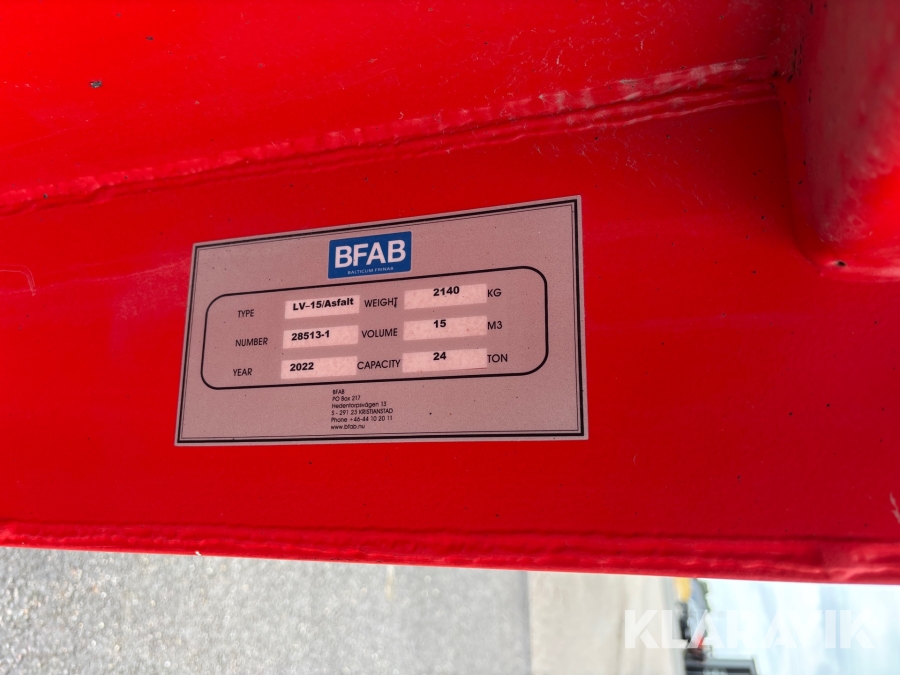 BFAB
BALTICUM FRINAB
TYPE LV-15/Asfalt WEIGHT 2140 KG
NUMBER 28513-1 VOLUME 15 M3
YEAR 2022 CAPACITY 24 TON
BFAB
PO Box 217
Hedentorpsvägen 13
S - 291 23 KRISTIANSTAD
Phone +46-44 10 20 11
www.bfab.nu
KLARAVIK